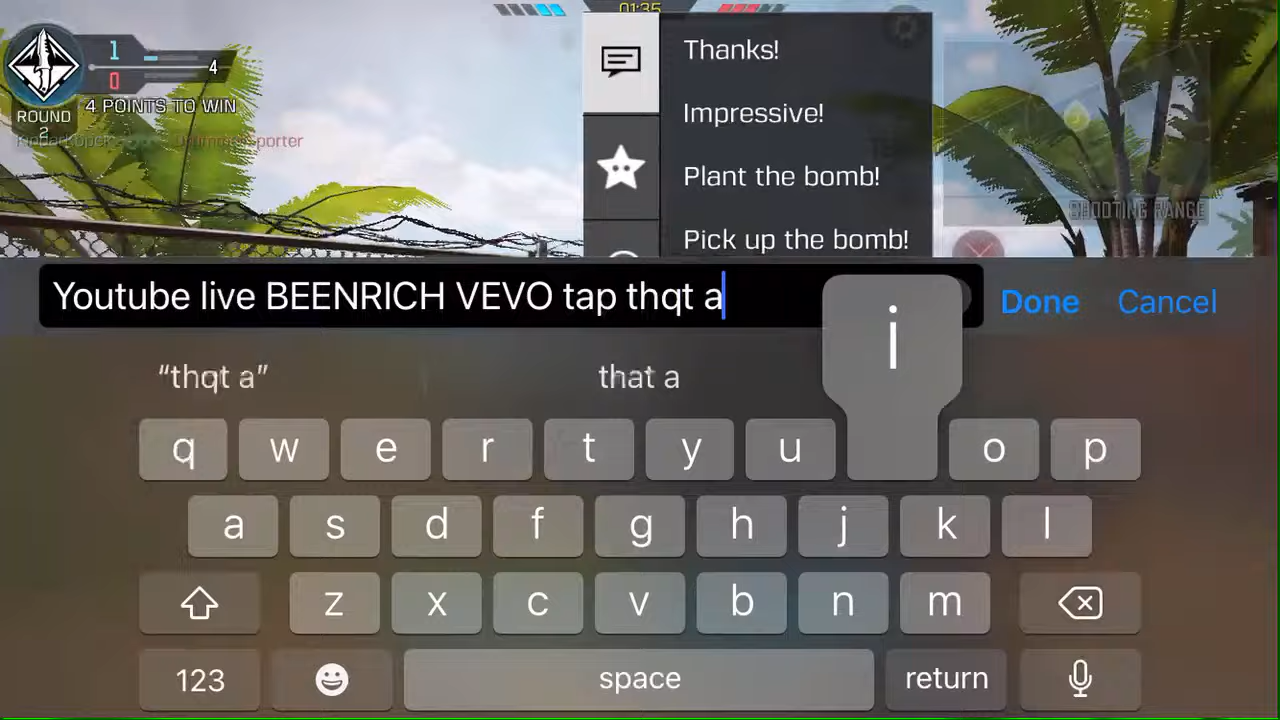 01:35
1
0
4
4 POINTS TO WIN
ROUND
2
Thanks!
Impressive!
Plant the bomb!
Pick up the bomb!
SHOOTING RANGE
Youtube live BEENRICH VEVO tap thqt a
Done
Cancel
“thqt a”
that a
i
q w e r t y u o p
a s d f g h j k l
z x c v b n m
123 space return